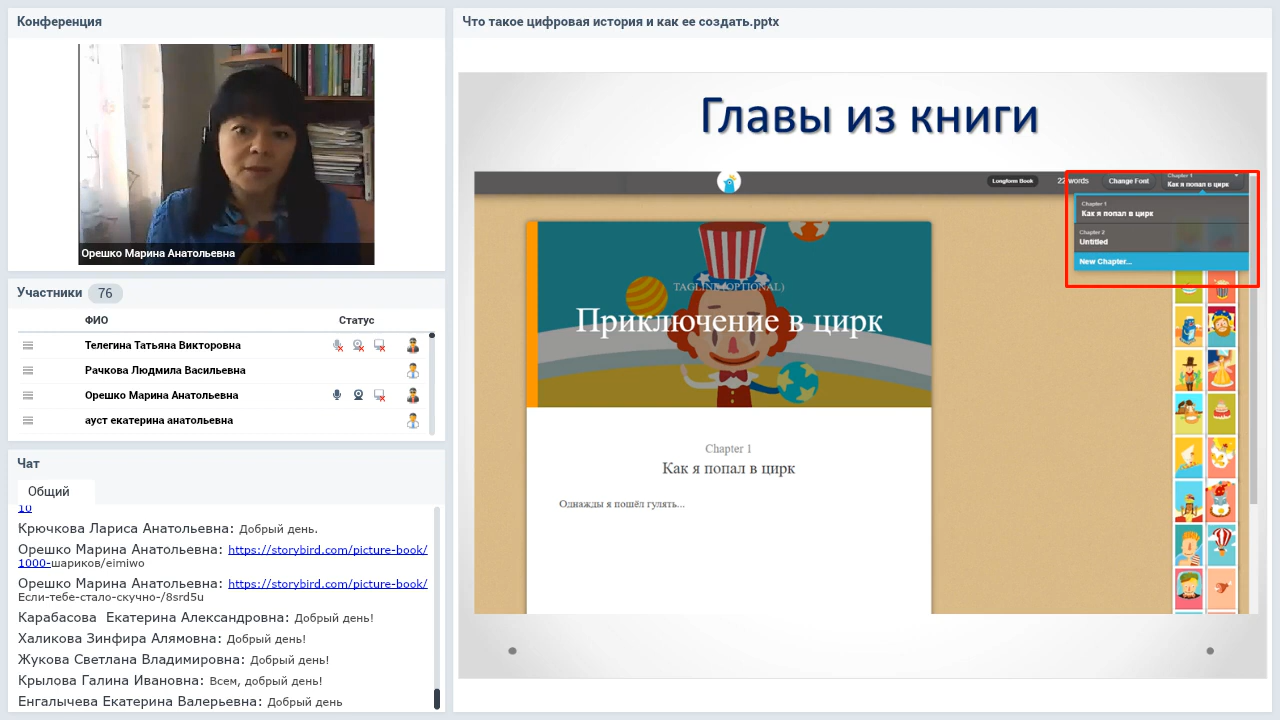 Конференция
Орешко Марина Анатольевна
Участники 76
ФИО Статус
Телегина Татьяна Викторовна
Рачкова Людмила Васильевна
Орешко Марина Анатольевна
ауст екатерина анатольевна
Чат
Общий
10
Крючкова Лариса Анатольевна: Добрый день.
Орешко Марина Анатольевна: https://storybird.com/picture-book/
1000-шариков/eimiwo
Орешко Марина Анатольевна: https://storybird.com/picture-book/
Если-тебе-стало-скучно-/8srd5u
Карабасова Екатерина Александровна: Добрый день!
Халикова Зинфира Алямовна: Добрый день!
Жукова Светлана Владимировна: Добрый день!
Крылова Галина Ивановна: Всем, добрый день!
Енгалычева Екатерина Валерьевна: Добрый день
Что такое цифровая история и как ее создать.pptx
Главы из книги
Longform Book
22 words
Change Font
Chapter 1
Как я попал в цирк
Chapter 1
Как я попал в цирк
Chapter 2
Untitled
New Chapter...
TAGLINE (OPTIONAL)
Приключение в цирк
Chapter 1
Как я попал в цирк
Однажды я пошёл гулять...